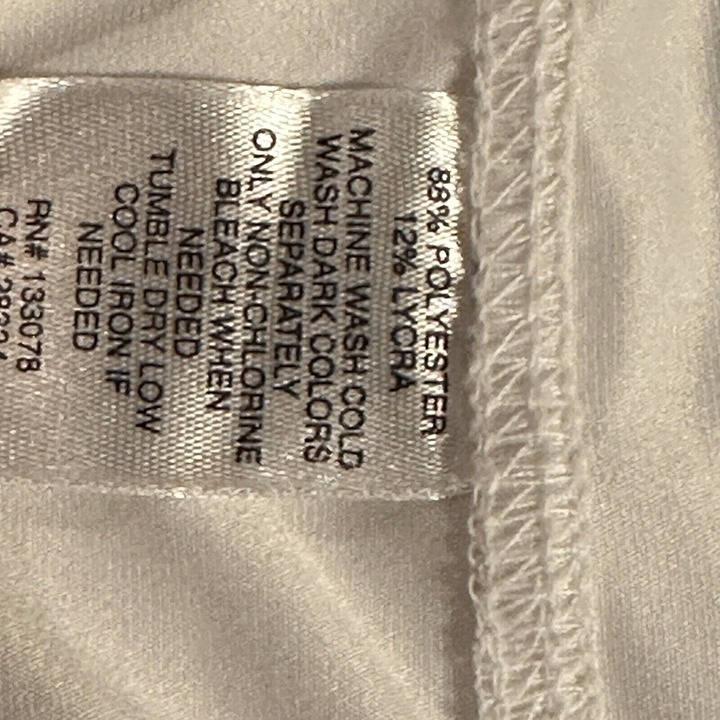 88% POLYESTER
12% LYCRA
MACHINE WASH COLD
WASH DARK COLORS
SEPARATELY
ONLY NON-CHLORINE
BLEACH WHEN
NEEDED
TUMBLE DRY LOW
COOL IRON IF
NEEDED
RN# 133078
CA#